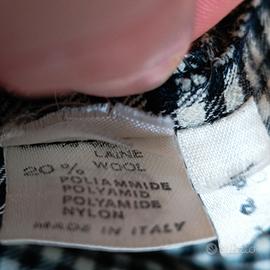 LAINE
20% WOOL
POLIAMMIDE
POLYAMID
POLYAMIDE
NYLON
MADE IN ITALY